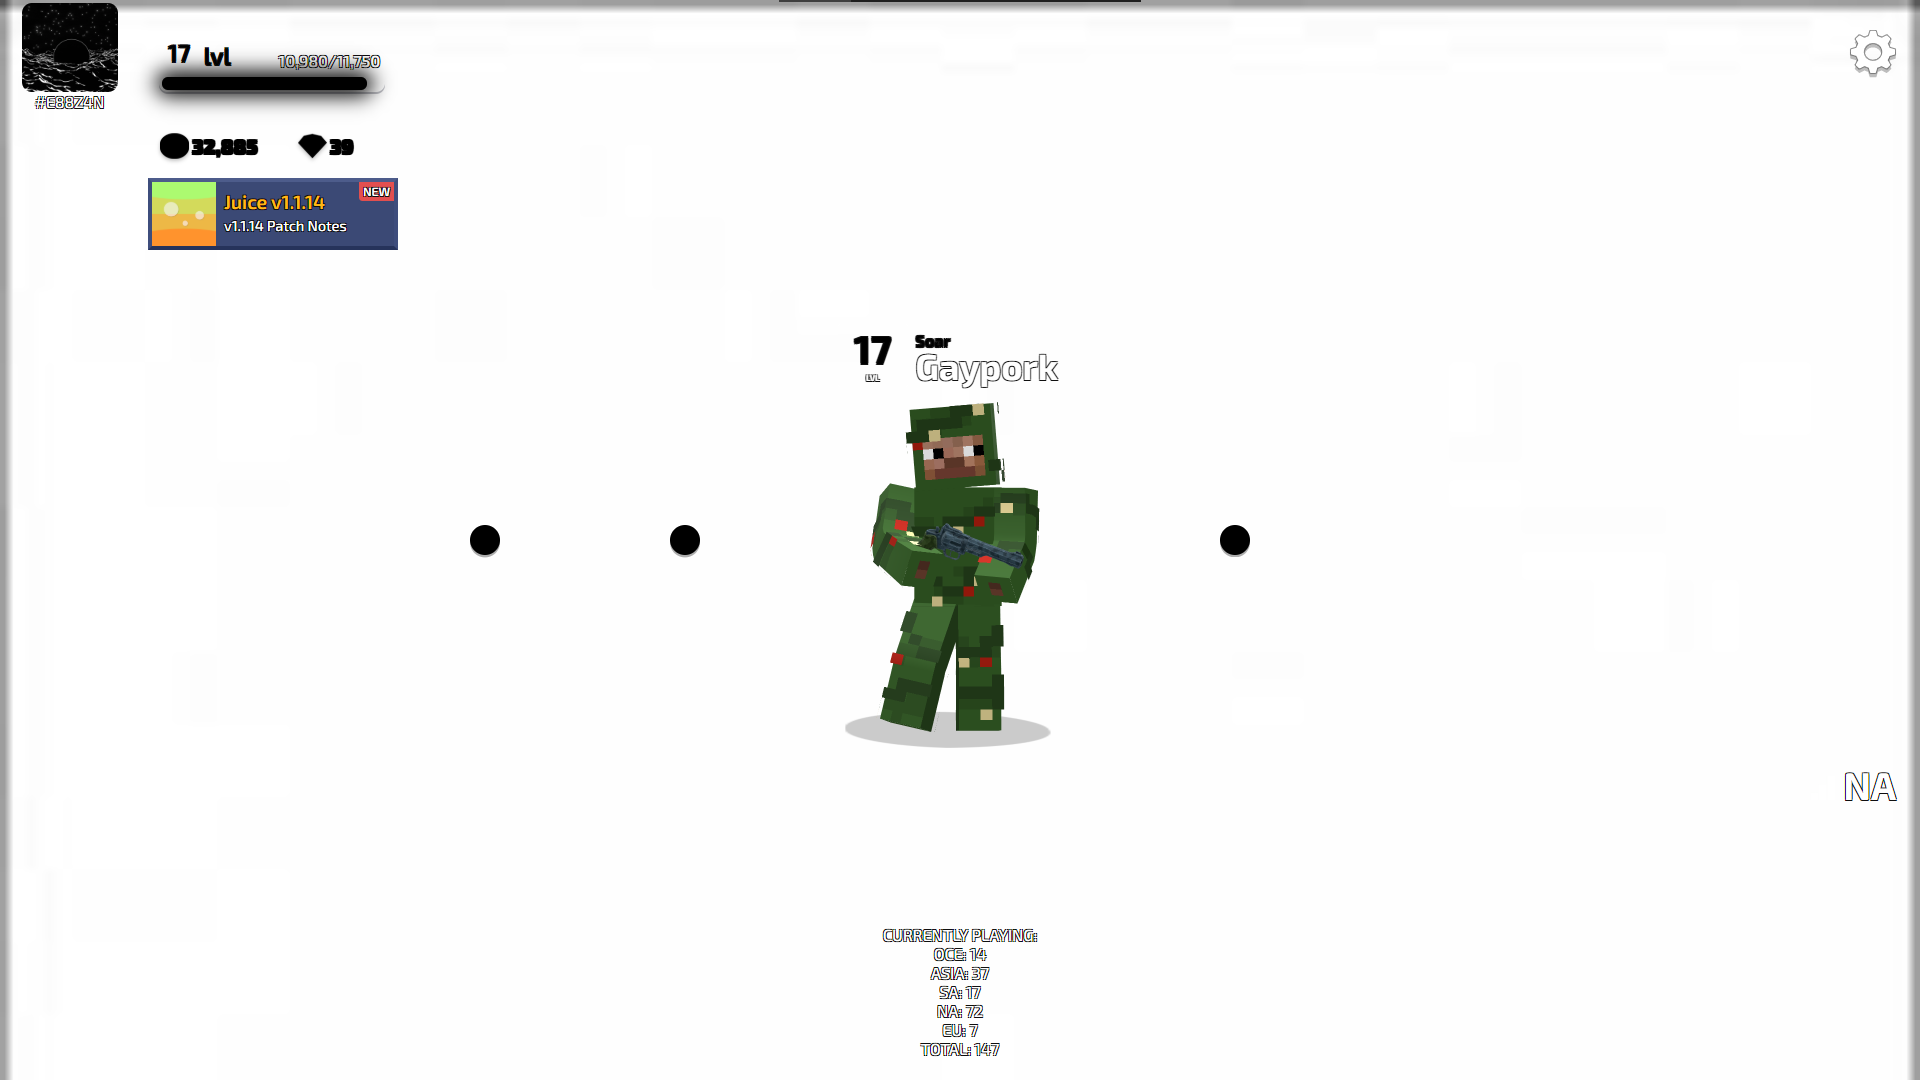 17 lvl 10,980/11,750
#E88Z4N
32,885 39
NEW
Juice v1.1.14
v1.1.14 Patch Notes
17 Soar
LVL Gaypork
NA
CURRENTLY PLAYING:
OCE: 14
ASIA: 37
SA: 17
NA: 72
EU: 7
TOTAL: 147